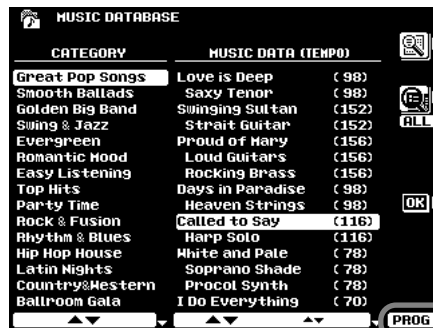 MUSIC DATABASE
CATEGORY MUSIC DATA (TEMPO)
Great Pop Songs Love is Deep ( 98)
Smooth Ballads Saxy Tenor ( 98)
Golden Big Band Swinging Sultan (152)
Swing & Jazz Strait Guitar (152)
Evergreen Proud of Mary (156)
Romantic Mood Loud Guitars (156)
Easy Listening Rocking Brass (156)
Top Hits Days in Paradise ( 98)
Party Time Heaven Strings ( 98)
Rock & Fusion Called to Say (116)
Rhythm & Blues Harp Solo (116)
Hip Hop House White and Pale ( 78)
Latin Nights Soprano Shade ( 78)
Country&Western Procol Synth ( 78)
Ballroom Gala I Do Everything ( 70)
ALL
OK
PROG